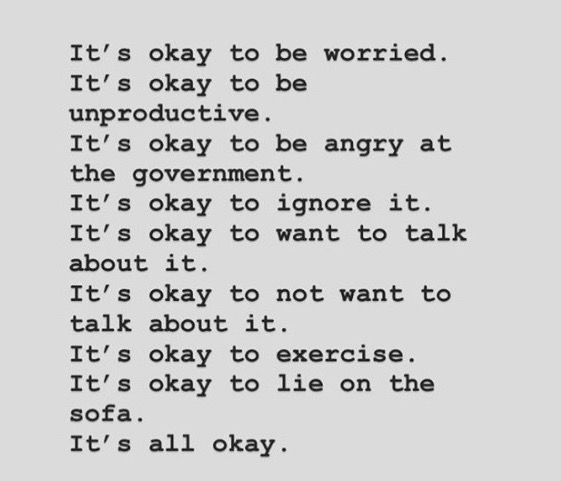 It’s okay to be worried.
It’s okay to be
unproductive.
It’s okay to be angry at
the government.
It’s okay to ignore it.
It’s okay to want to talk
about it.
It’s okay to not want to
talk about it.
It’s okay to exercise.
It’s okay to lie on the
sofa.
It’s all okay.